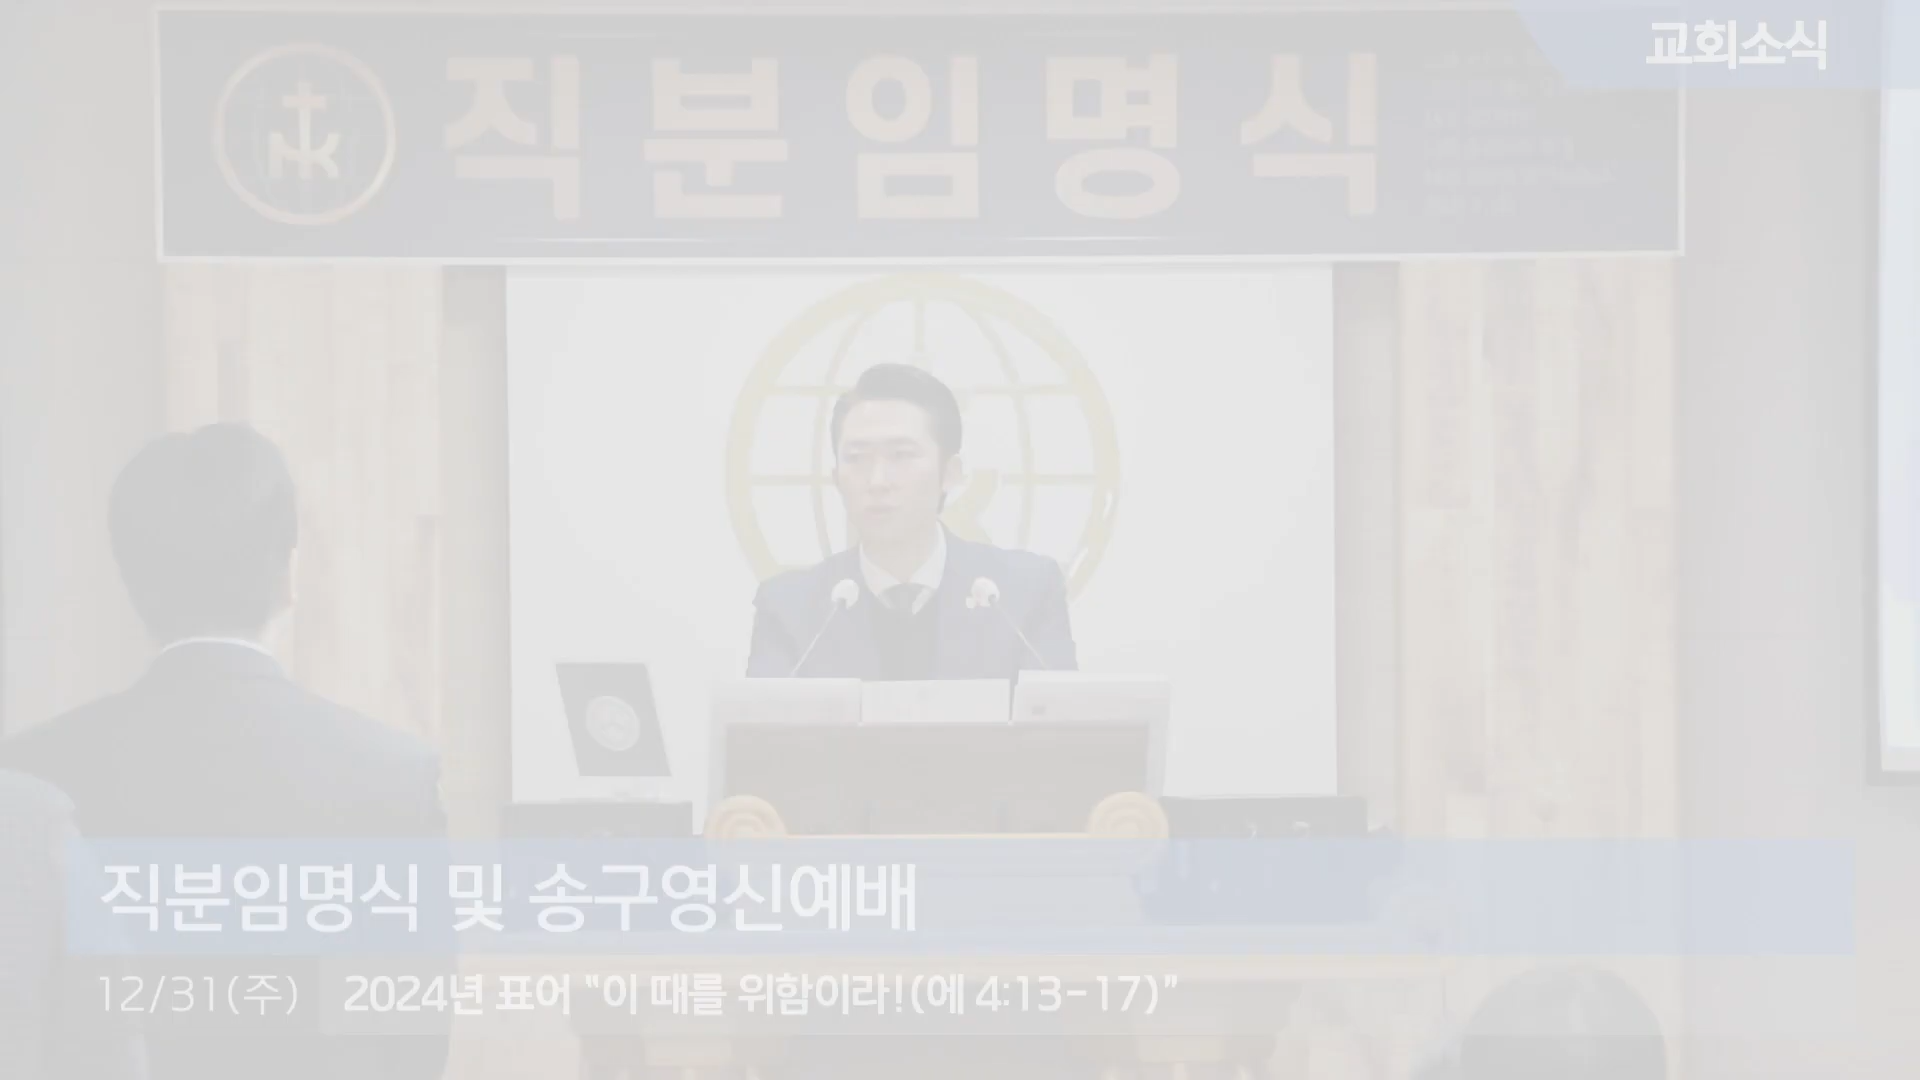 교회소식
직분임명식
직분임명식 및 송구영신예배
12/31(주) 2024년 표어 “이 때를 위함이라!(에 4:13-17)”